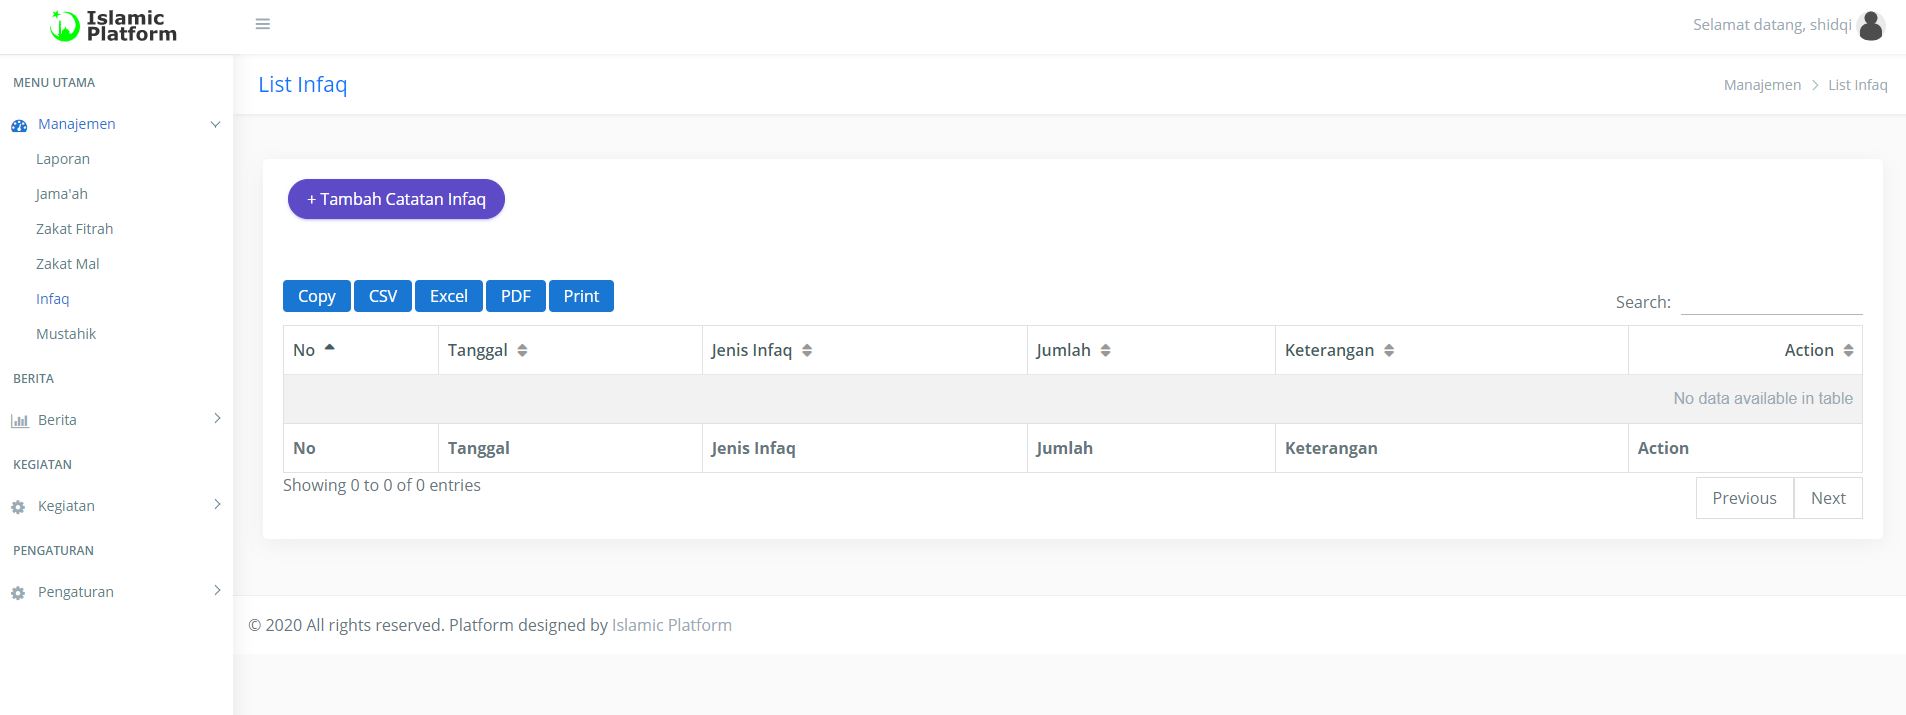 Islamic
Platform
Selamat datang, shidqi
MENU UTAMA
Manajemen
Laporan
Jama'ah
Zakat Fitrah
Zakat Mal
Infaq
Mustahik
BERITA
Berita
KEGIATAN
Kegiatan
PENGATURAN
Pengaturan
List Infaq
Manajemen > List Infaq
+ Tambah Catatan Infaq
Copy CSV Excel PDF Print
Search:
No Tanggal Jenis Infaq Jumlah Keterangan Action
No data available in table
No Tanggal Jenis Infaq Jumlah Keterangan Action
Showing 0 to 0 of 0 entries
Previous Next
© 2020 All rights reserved. Platform designed by Islamic Platform